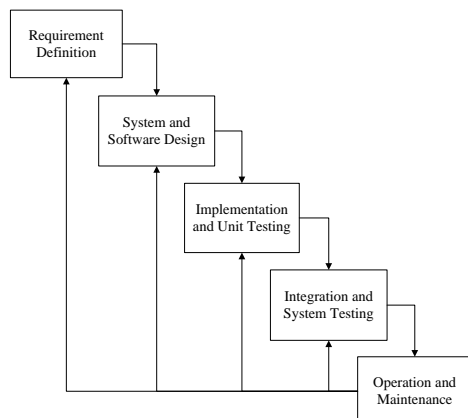 Requirement
Definition
System and
Software Design
Implementation
and Unit Testing
Integration and
System Testing
Operation and
Maintenance